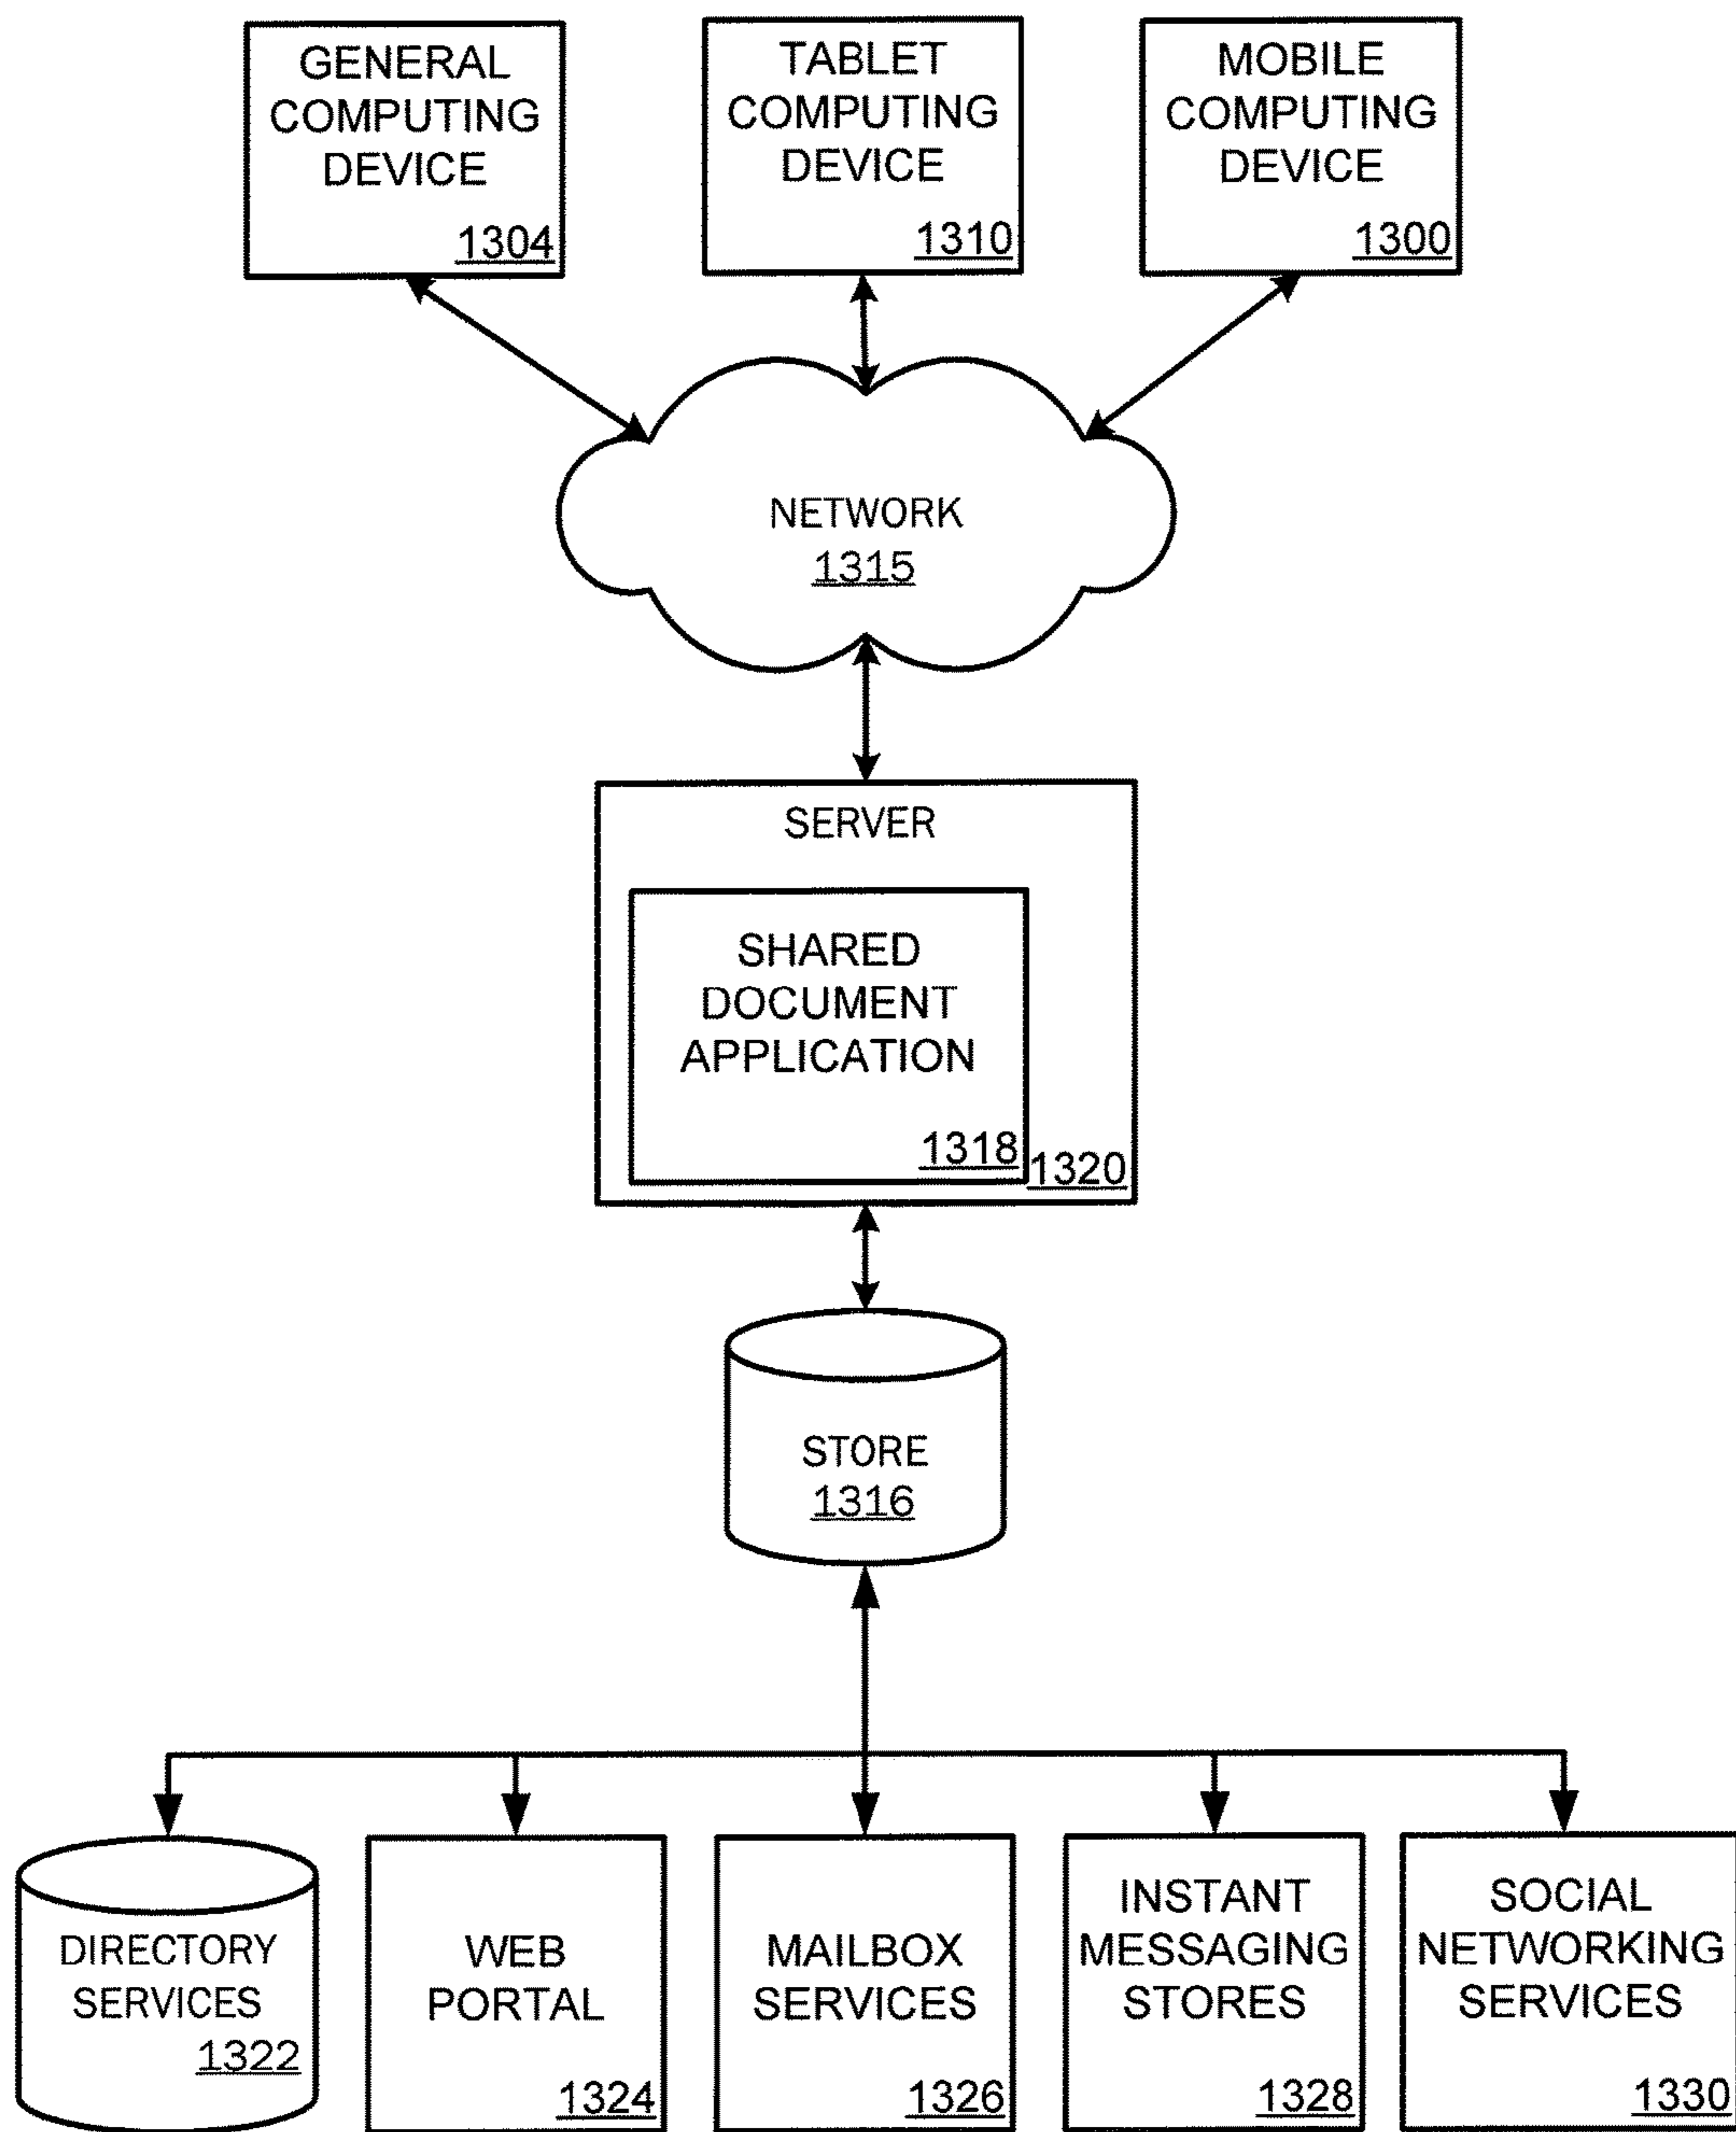 GENERAL
COMPUTING
DEVICE
1304
TABLET
COMPUTING
DEVICE
1310
MOBILE
COMPUTING
DEVICE
1300
NETWORK
1315
SERVER
SHARED
DOCUMENT
APPLICATION
1318
1320
STORE
1316
DIRECTORY
SERVICES
1322
WEB
PORTAL
1324
MAILBOX
SERVICES
1326
INSTANT
MESSAGING
STORES
1328
SOCIAL
NETWORKING
SERVICES
1330